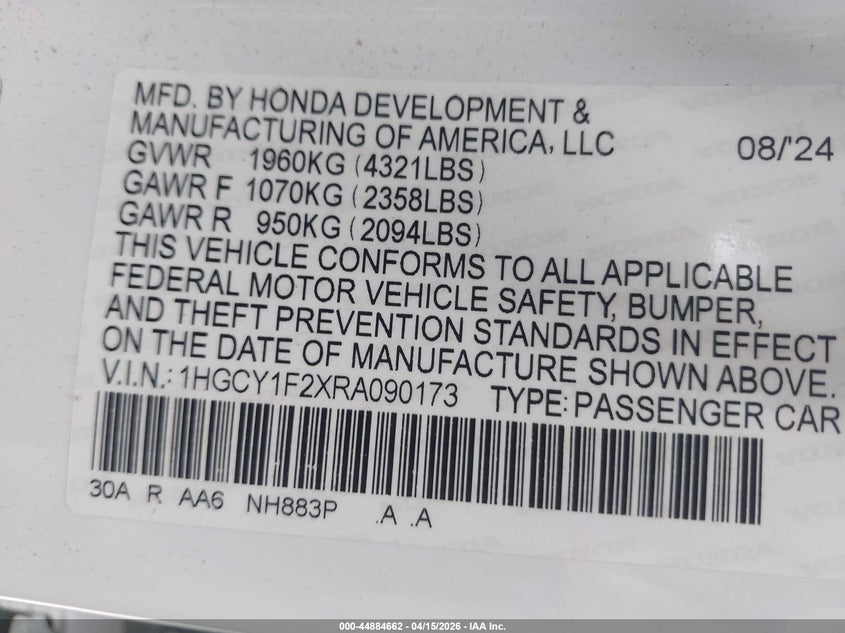 MFD. BY HONDA DEVELOPMENT &
MANUFACTURING OF AMERICA, LLC 08/'24
GVWR 1960KG (4321LBS)
GAWR F 1070KG (2358LBS)
GAWR R 950KG (2094LBS)
THIS VEHICLE CONFORMS TO ALL APPLICABLE
FEDERAL MOTOR VEHICLE SAFETY, BUMPER,
AND THEFT PREVENTION STANDARDS IN EFFECT
ON THE DATE OF MANUFACTURE SHOWN ABOVE.
V.I.N.: 1HGCY1F2XRA090173 TYPE: PASSENGER CAR
30A R AA6 NH883P .A .A
000-44884662 - 04/15/2026 - IAA Inc.